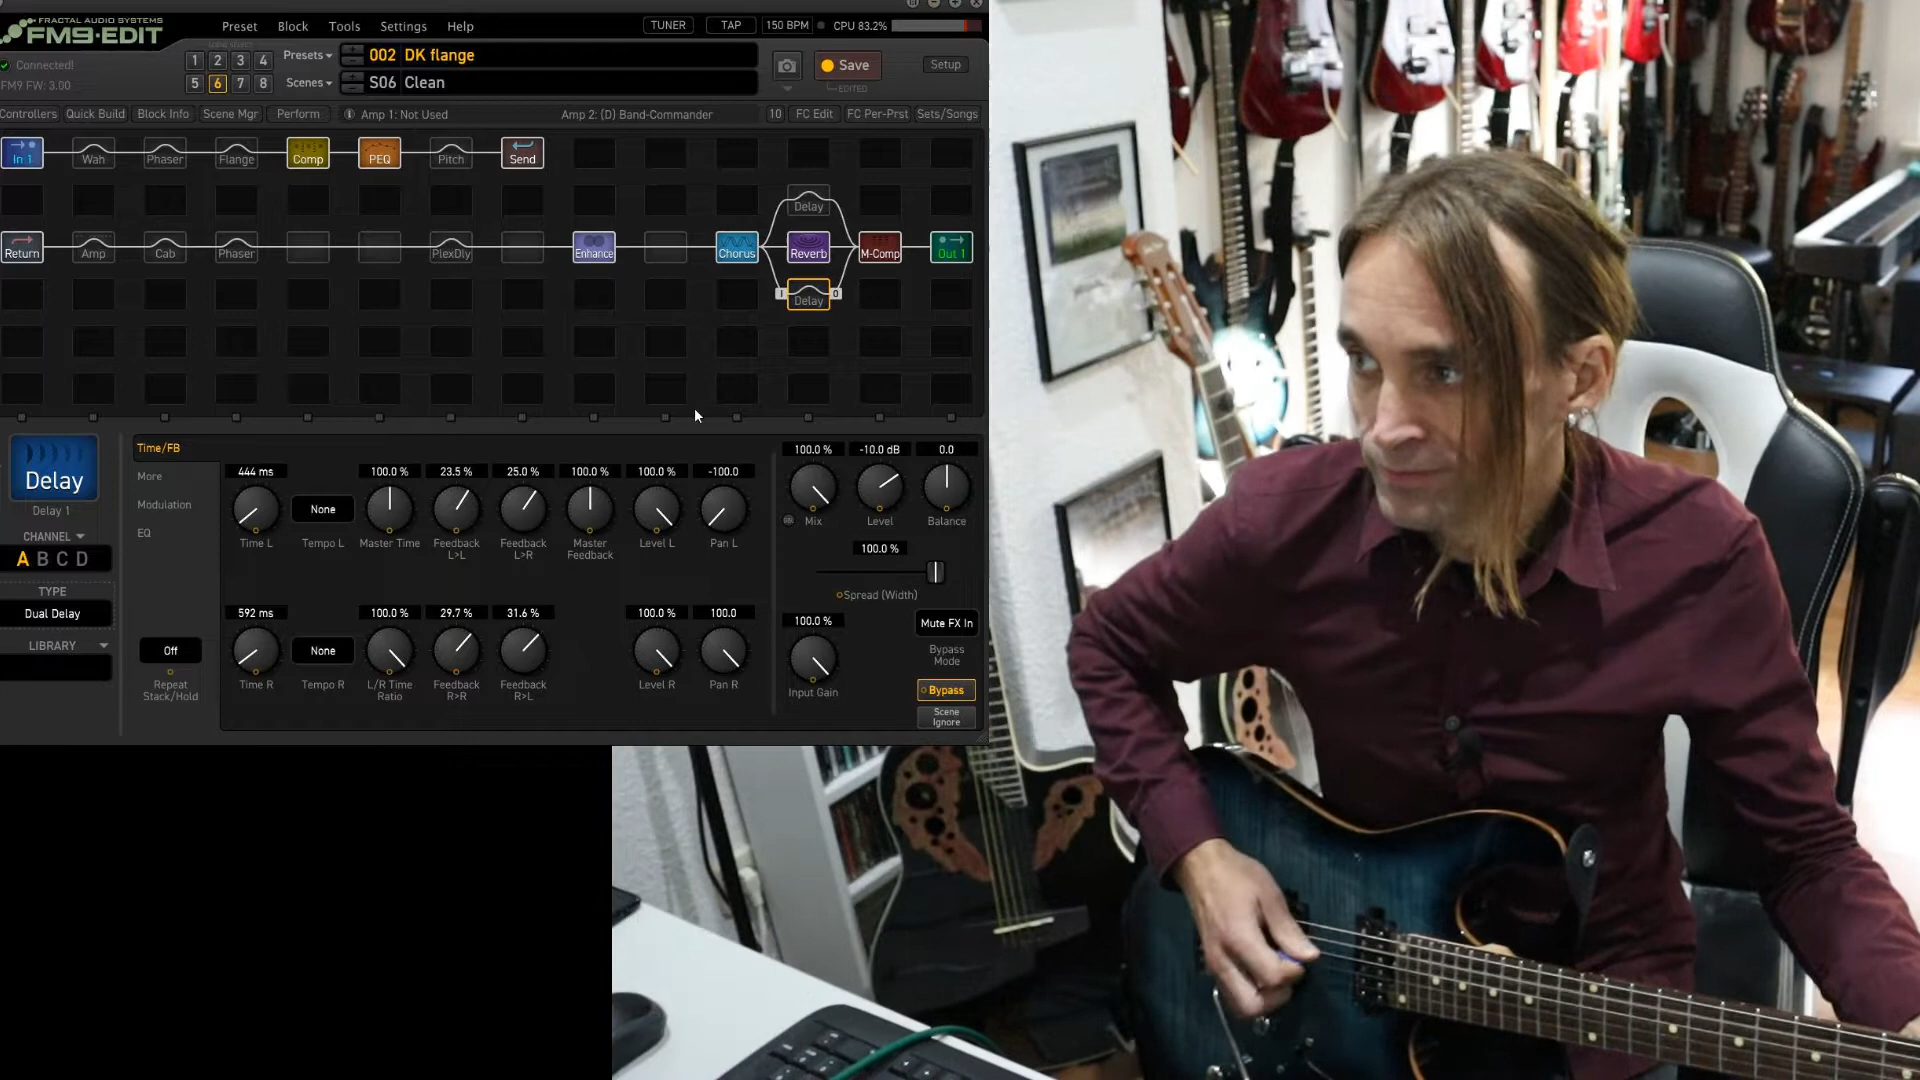 FRACTAL AUDIO SYSTEMS
FM9-EDIT
Preset Block Tools Settings Help
TUNER TAP 150 BPM CPU 83.2%
Connected!
FM9 FW: 3.00
SCENE SELECT
1 2 3 4
5 6 7 8
Presets 002 DK flange
Scenes S06 Clean
Save
EDITED
Setup
Controllers Quick Build Block Info Scene Mgr Perform Amp 1: Not Used Amp 2: (D) Band-Commander 10 FC Edit FC Per-Prst Sets/Songs
In 1 Wah Phaser Flange Comp PEQ Pitch Send
Delay
Return Amp Cab Phaser PlexDly Enhance Chorus Reverb M-Comp Out 1
I Delay O
Delay
Delay 1
CHANNEL
A B C D
TYPE
Dual Delay
LIBRARY
Time/FB
More
Modulation
EQ
Off
Repeat
Stack/Hold
444 ms 100.0 % 23.5 % 25.0 % 100.0 % 100.0 % -100.0
None
Time L Tempo L Master Time Feedback L>L Feedback L>R Master Feedback Level L Pan L
592 ms 100.0 % 29.7 % 31.6 % 100.0 % 100.0
None
Time R Tempo R L/R Time Ratio Feedback R>R Feedback R>L Level R Pan R
100.0 % -10.0 dB 0.0
Mix Level Balance
100.0 %
Spread (Width)
100.0 %
Input Gain
Mute FX In
Bypass
Mode
Bypass
Scene
Ignore